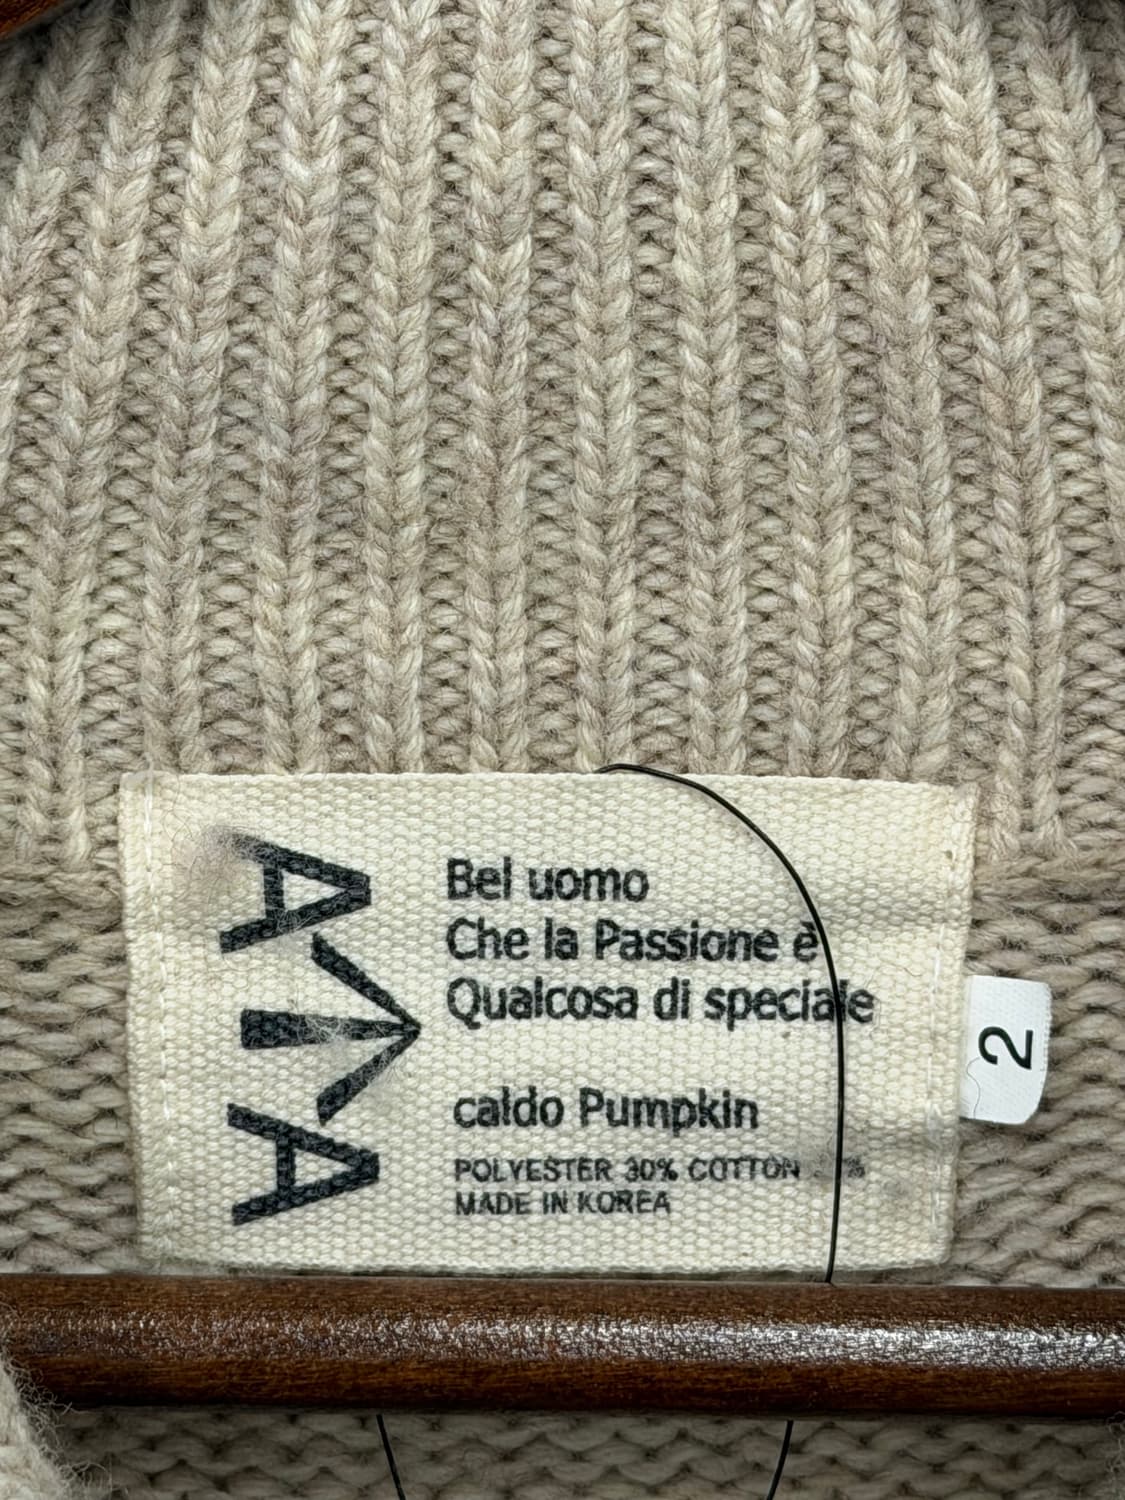 Bel uomo
Che la Passione è
Qualcosa di speciale
caldo Pumpkin
POLYESTER 30% COTTON
MADE IN KOREA
2